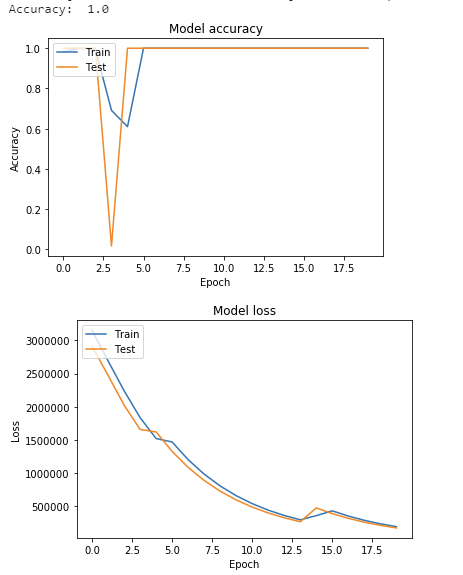 Accuracy:  1.0
Model accuracy
Train
Test
1.0
0.8
0.6
0.4
0.2
0.0
Accuracy
0.0 2.5 5.0 7.5 10.0 12.5 15.0 17.5
Epoch
Model loss
Train
Test
3000000
2500000
2000000
1500000
1000000
500000
Loss
0.0 2.5 5.0 7.5 10.0 12.5 15.0 17.5
Epoch